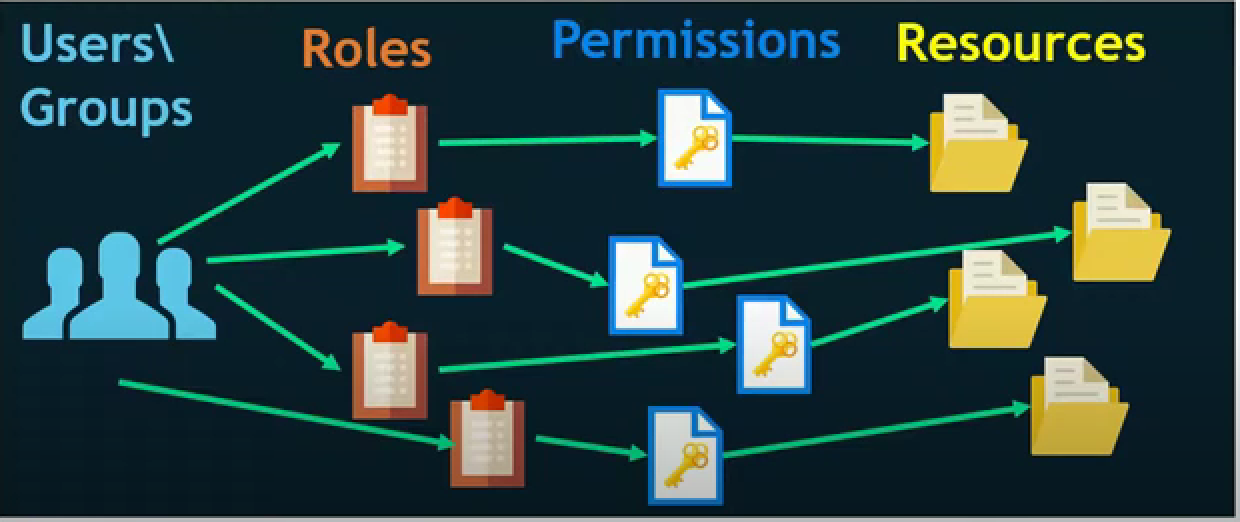 Users\
Groups
Roles
Permissions
Resources